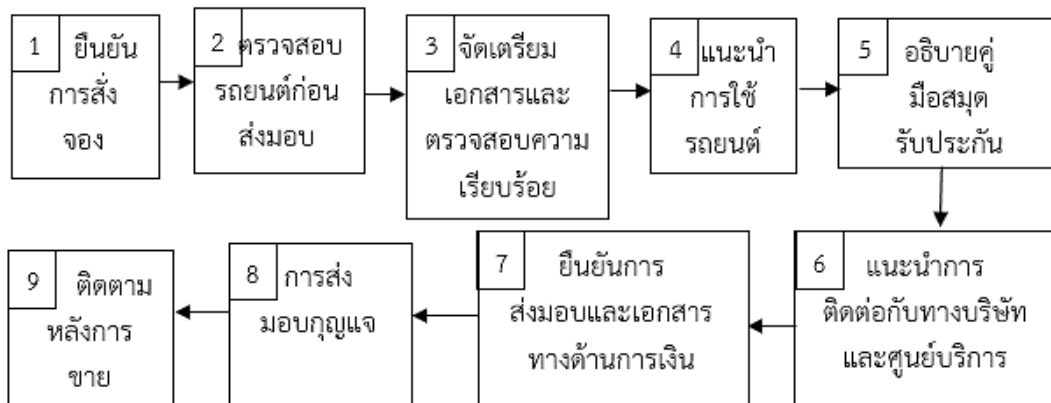 1 ยืนยัน
การสั่ง
จอง
2 ตรวจสอบ
รถยนต์ก่อน
ส่งมอบ
3 จัดเตรียม
เอกสารและ
ตรวจสอบความ
เรียบร้อย
4 แนะนำ
การใช้
รถยนต์
5 อธิบายคู่
มือสมุด
รับประกัน
6 แนะนำการ
ติดต่อกับทางบริษัท
และศูนย์บริการ
7 ยืนยันการ
ส่งมอบและเอกสาร
ทางด้านการเงิน
8 การส่ง
มอบกุญแจ
9 ติดตาม
หลังการ
ขาย